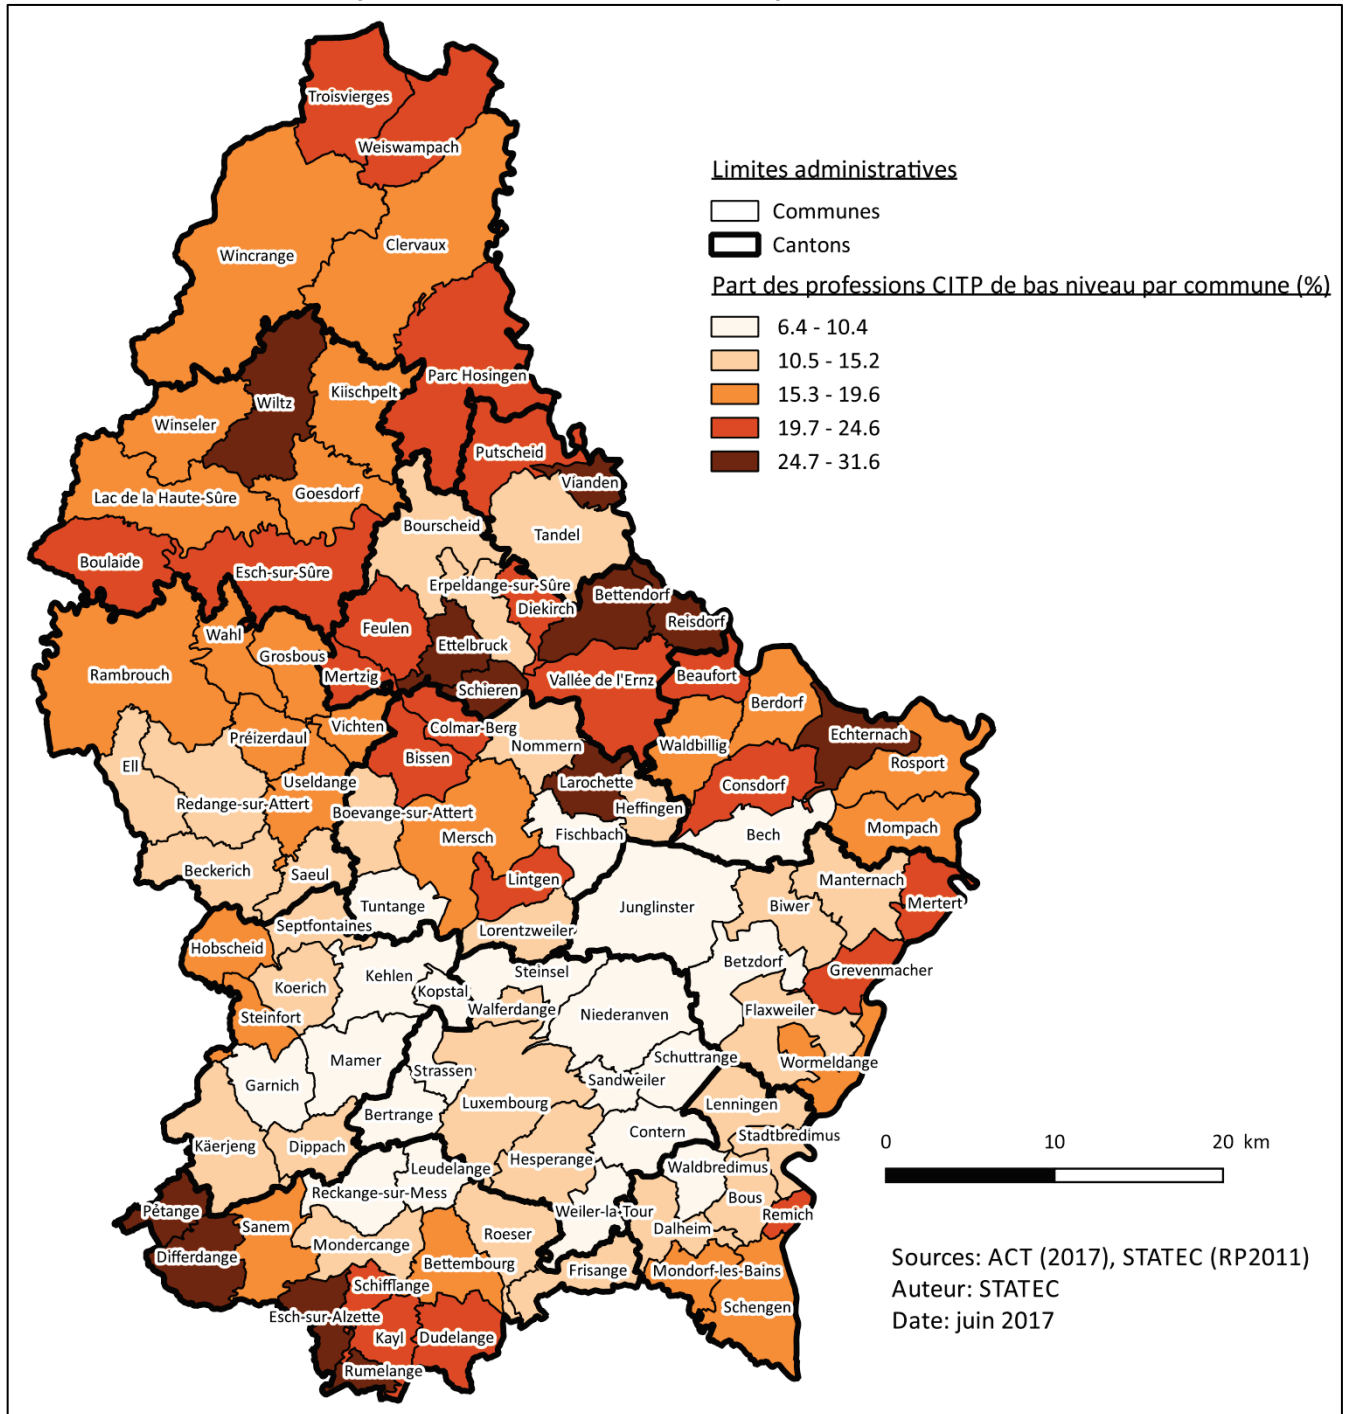 Troisvierges
Weiswampach
Limites administratives
Communes
Cantons
Clervaux
Wincrange
Part des professions CITP de bas niveau par commune (%)
6.4 - 10.4
10.5 - 15.2
15.3 - 19.6
19.7 - 24.6
24.7 - 31.6
Parc Hosingen
Kiischpelt
Wiltz
Winseler
Putscheid
Vianden
Goesdorf
Lac de la Haute-Sûre
Bourscheid
Tandel
Boulaide
Esch-sur-Sûre
Erpeldange-sur-Sûre
Bettendorf
Diekirch
Reisdorf
Feulen
Wahl
Ettelbruck
Grosbous
Rambrouch
Mertzig
Schieren
Vallée de l'Ernz
Beaufort
Berdorf
Vichten
Colmar-Berg
Préizerdaul
Nommern
Waldbillig
Echternach
Bissen
Rosport
Ell
Useldange
Larochette
Consdorf
Redange-sur-Attert
Boevange-sur-Attert
Heffingen
Mersch
Fischbach
Bech
Mompach
Beckerich
Saeul
Lintgen
Manternach
Tuntange
Junglinster
Biwer
Mertert
Septfontaines
Lorentzweiler
Hobscheid
Betzdorf
Grevenmacher
Kehlen
Steinsel
Koerich
Kopstal
Walferdange
Flaxweiler
Steinfort
Niederanven
Mamer
Schuttrange
Wormeldange
Strassen
Garnich
Sandweiler
Luxembourg
Lenningen
Bertrange
Contern
Stadtbredimus
0 10 20 km
Käerjeng
Dippach
Hesperange
Leudelange
Waldbredimus
Reckange-sur-Mess
Bous
Pétange
Weiler-la-Tour
Remich
Sanem
Dalheim
Roeser
Mondercange
Differdange
Bettembourg
Frisange
Mondorf-les-Bains
Schifflange
Schengen
Esch-sur-Alzette
Kayl
Dudelange
Rumelange
Sources: ACT (2017), STATEC (RP2011)
Auteur: STATEC
Date: juin 2017